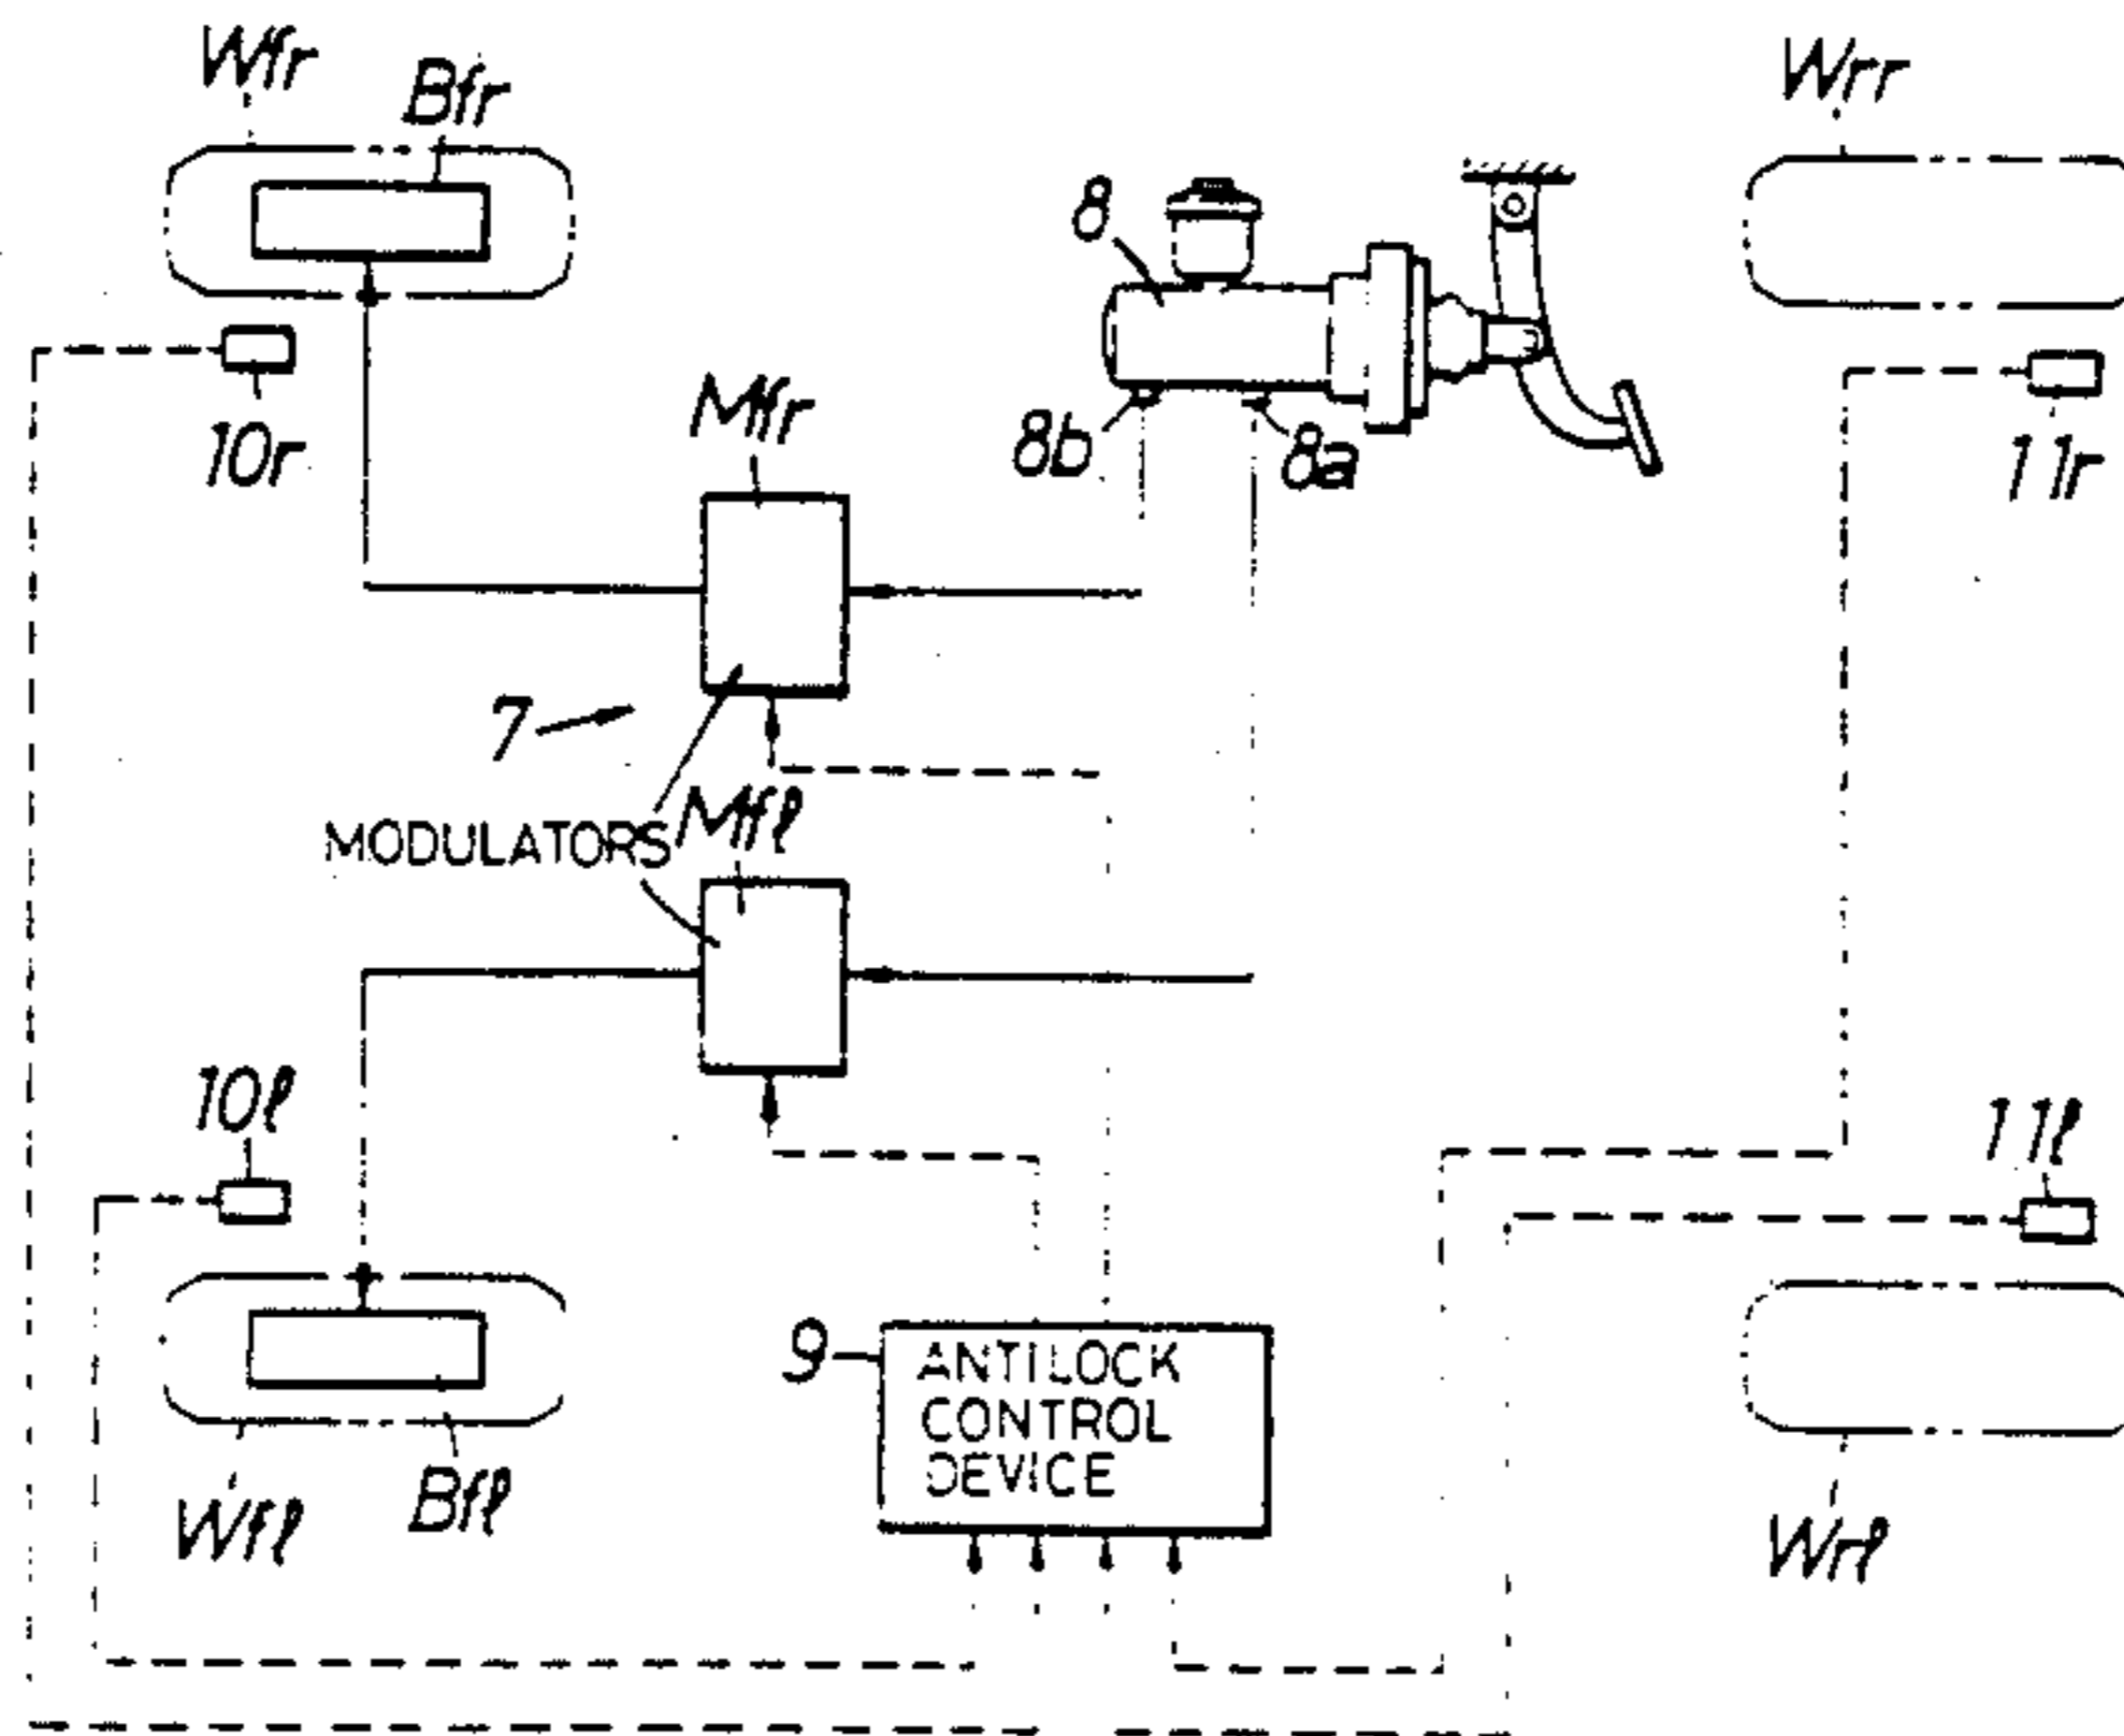 Wfr
Bfr
Wrr
8
10r
Mfr
8b
8a
11r
7
MODULATORS
Mfℓ
10ℓ
11ℓ
9
ANTILOCK
CONTROL
DEVICE
Wfℓ
Bfℓ
Wrℓ